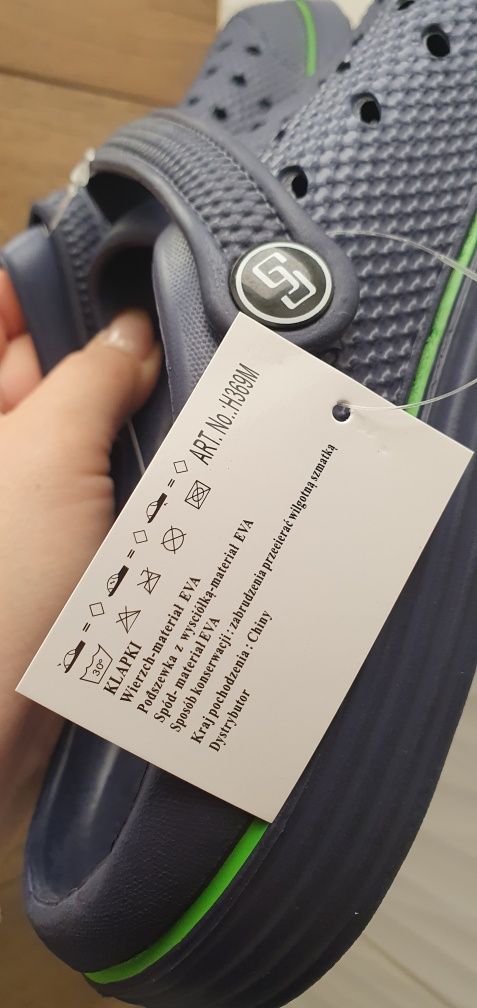 ART. No.:H369M
30°
KLAPKI
Wierzch-materiał EVA
Podszewka z wyściółką-materiał EVA
Spód- materiał EVA
Sposób konserwacji : zabrudzenia przecierać wilgotną szmatką
Kraj pochodzenia : Chiny
Dystrybutor